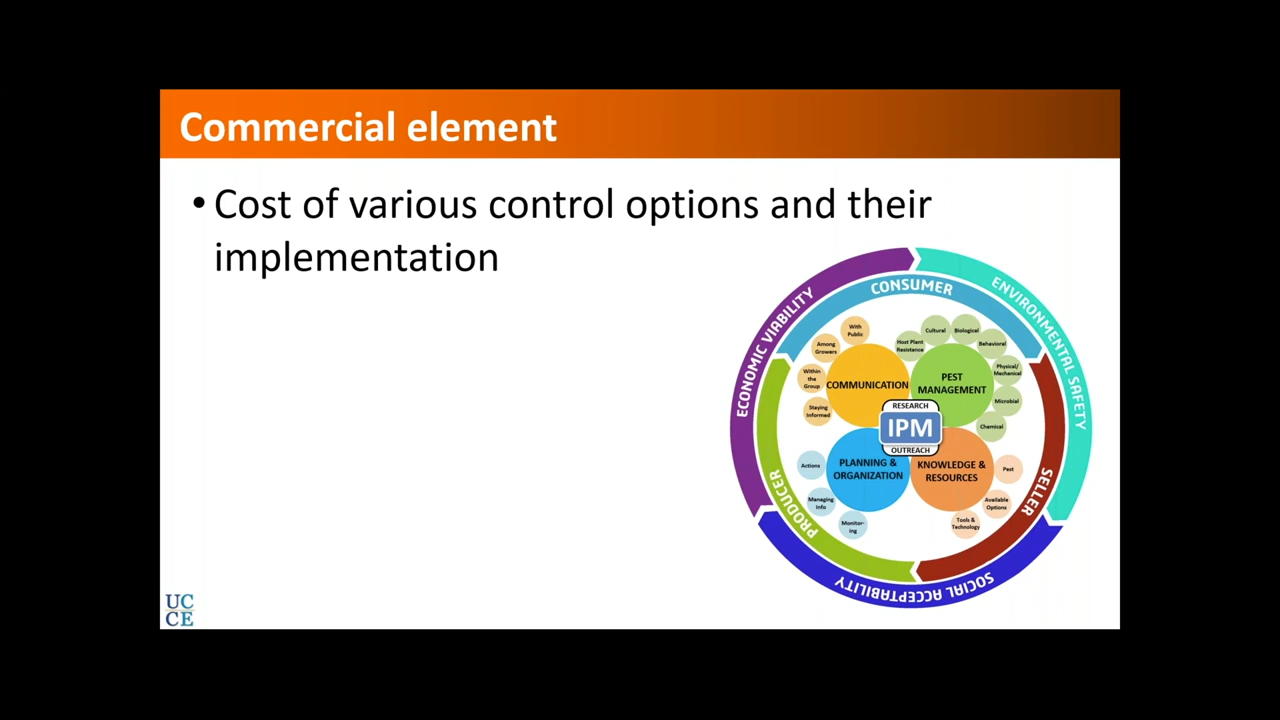 Commercial element
• Cost of various control options and their
implementation
ECONOMIC VIABILITY
ENVIRONMENTAL SAFETY
SOCIAL ACCEPTABILITY
CONSUMER
SELLER
PRODUCER
COMMUNICATION
With
Public
Among
Growers
Within
the
Group
Staying
Informed
PEST
MANAGEMENT
Host Plant
Resistance
Cultural
Biological
Behavioral
Physical/
Mechanical
Microbial
Chemical
RESEARCH
IPM
OUTREACH
PLANNING &
ORGANIZATION
Actions
Managing
Info
Monitor-
ing
KNOWLEDGE &
RESOURCES
Pest
Available
Options
Tools &
Technology
UC
CE